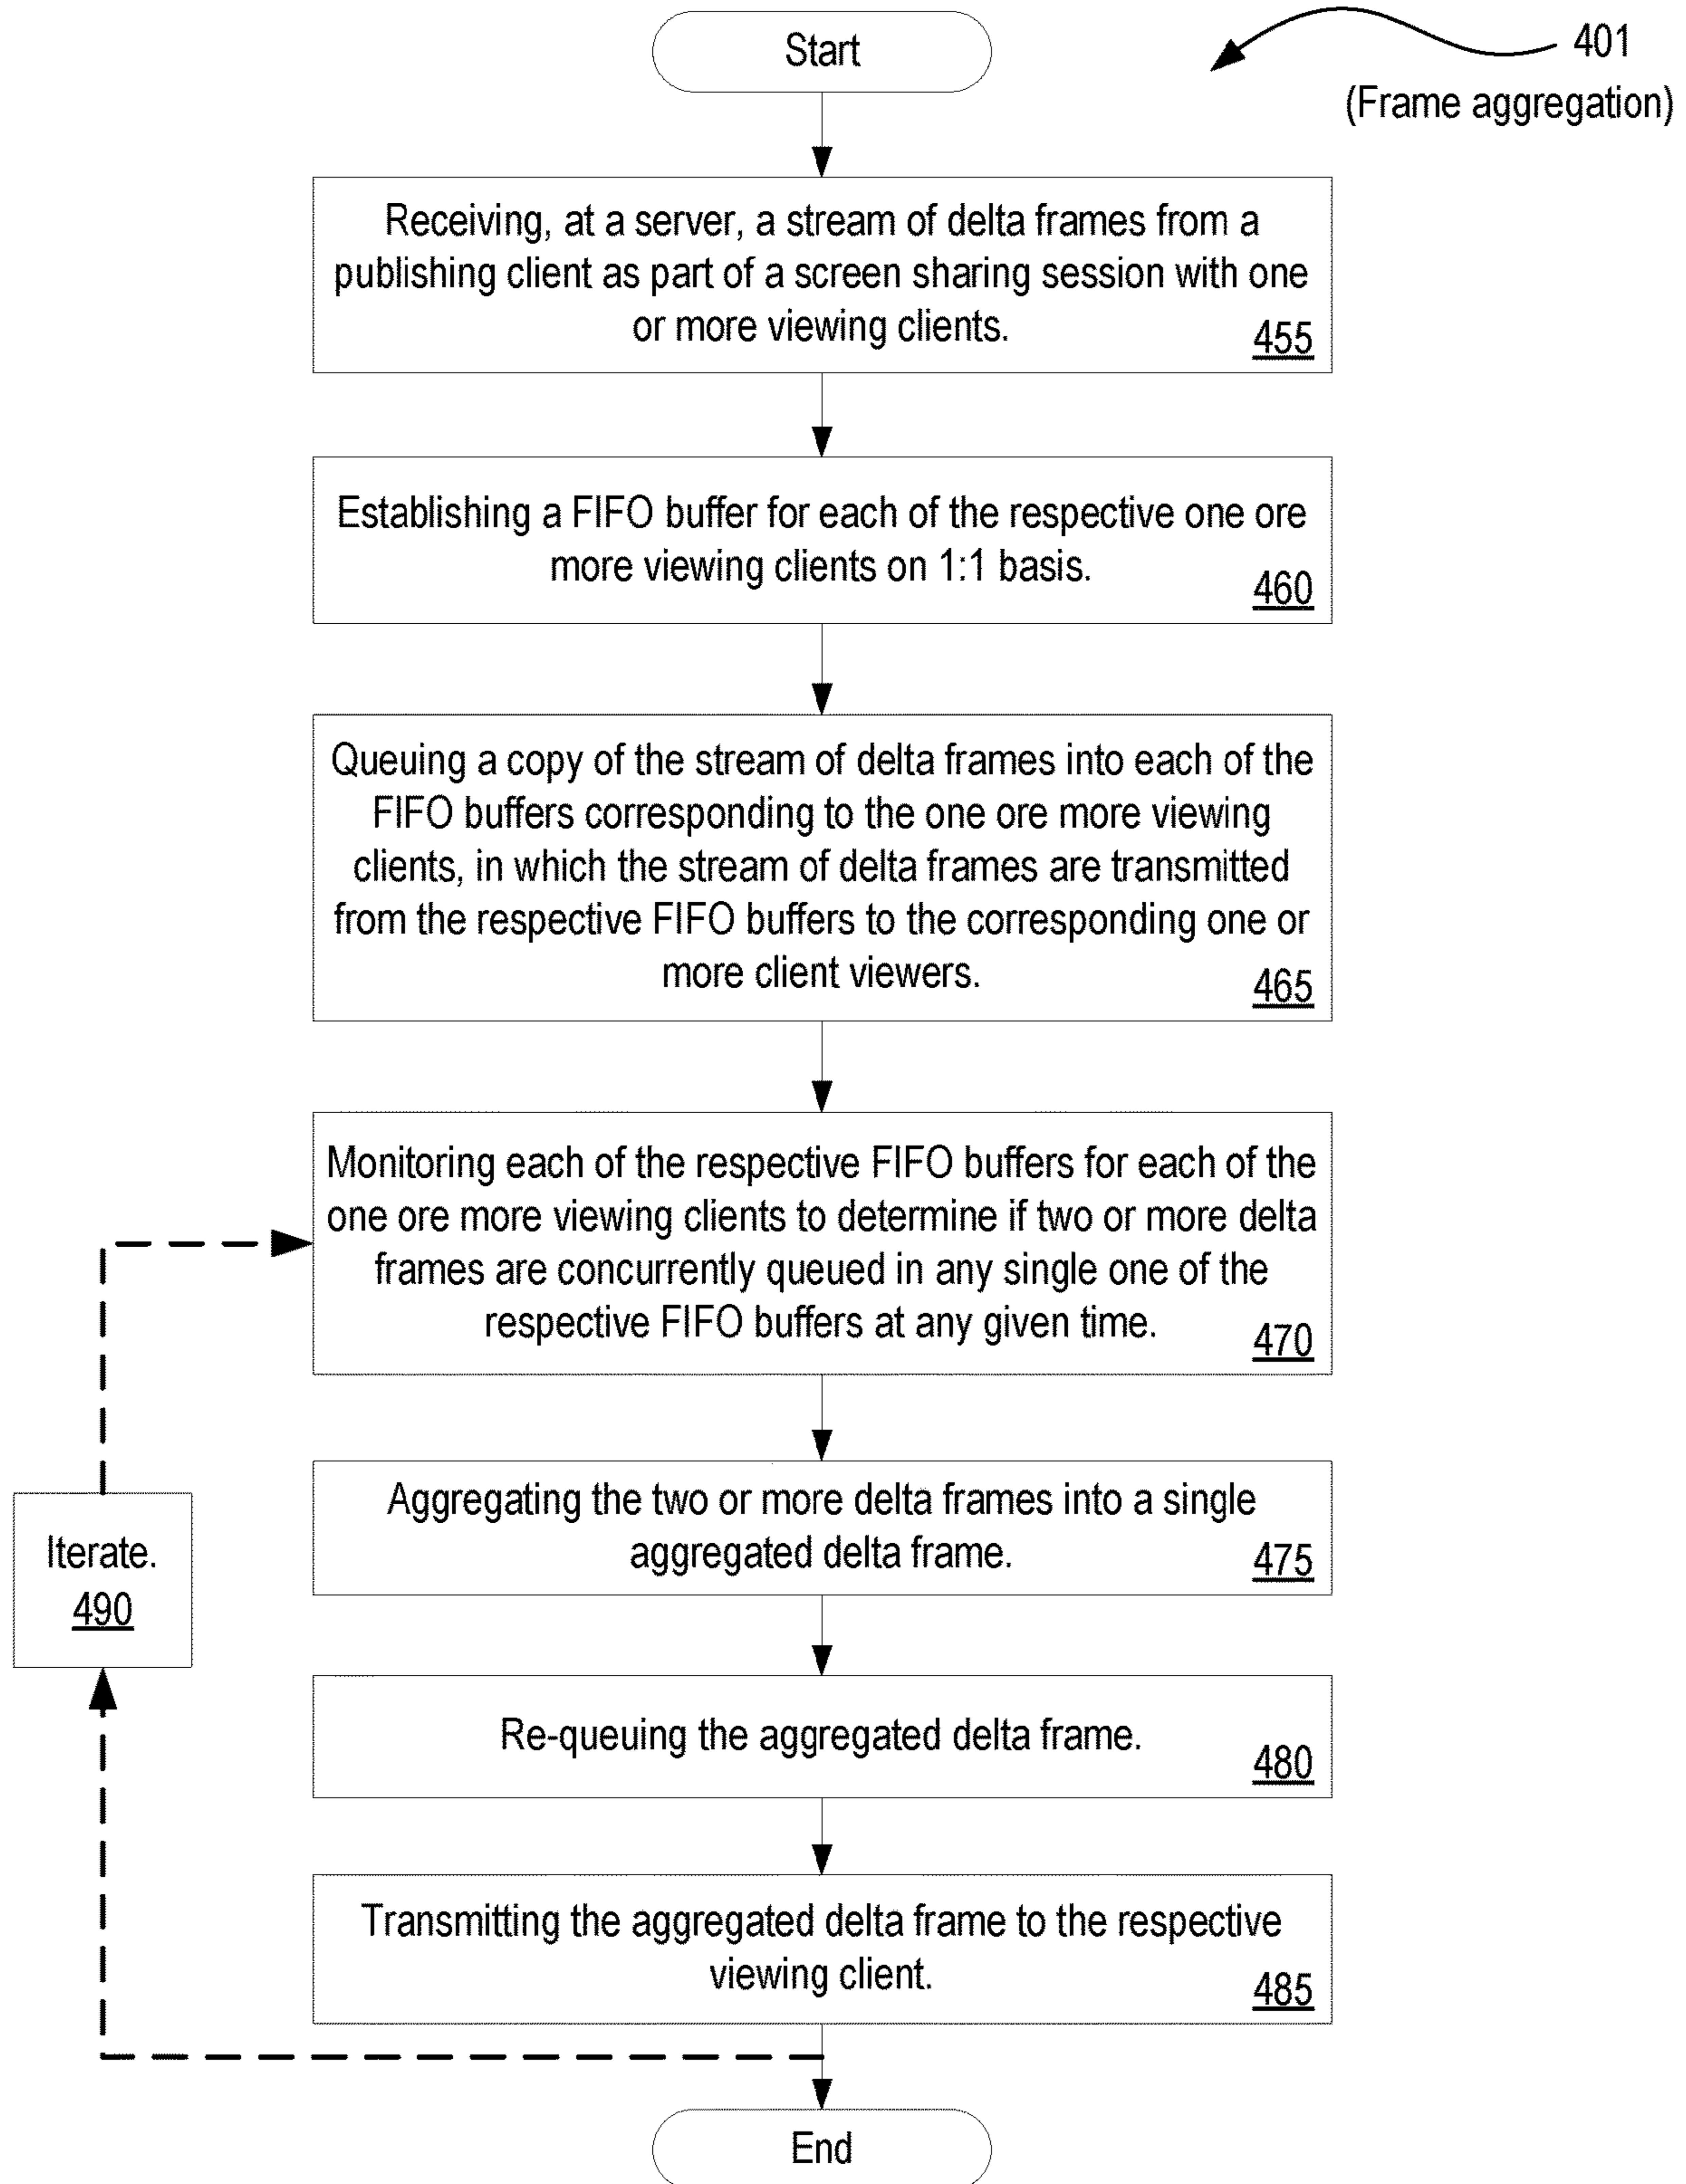 Start
401
(Frame aggregation)
Receiving, at a server, a stream of delta frames from a
publishing client as part of a screen sharing session with one
or more viewing clients.
455
Establishing a FIFO buffer for each of the respective one ore
more viewing clients on 1:1 basis.
460
Queuing a copy of the stream of delta frames into each of the
FIFO buffers corresponding to the one ore more viewing
clients, in which the stream of delta frames are transmitted
from the respective FIFO buffers to the corresponding one or
more client viewers.
465
Monitoring each of the respective FIFO buffers for each of the
one ore more viewing clients to determine if two or more delta
frames are concurrently queued in any single one of the
respective FIFO buffers at any given time.
470
Aggregating the two or more delta frames into a single
aggregated delta frame.
475
Iterate.
490
Re-queuing the aggregated delta frame.
480
Transmitting the aggregated delta frame to the respective
viewing client.
485
End